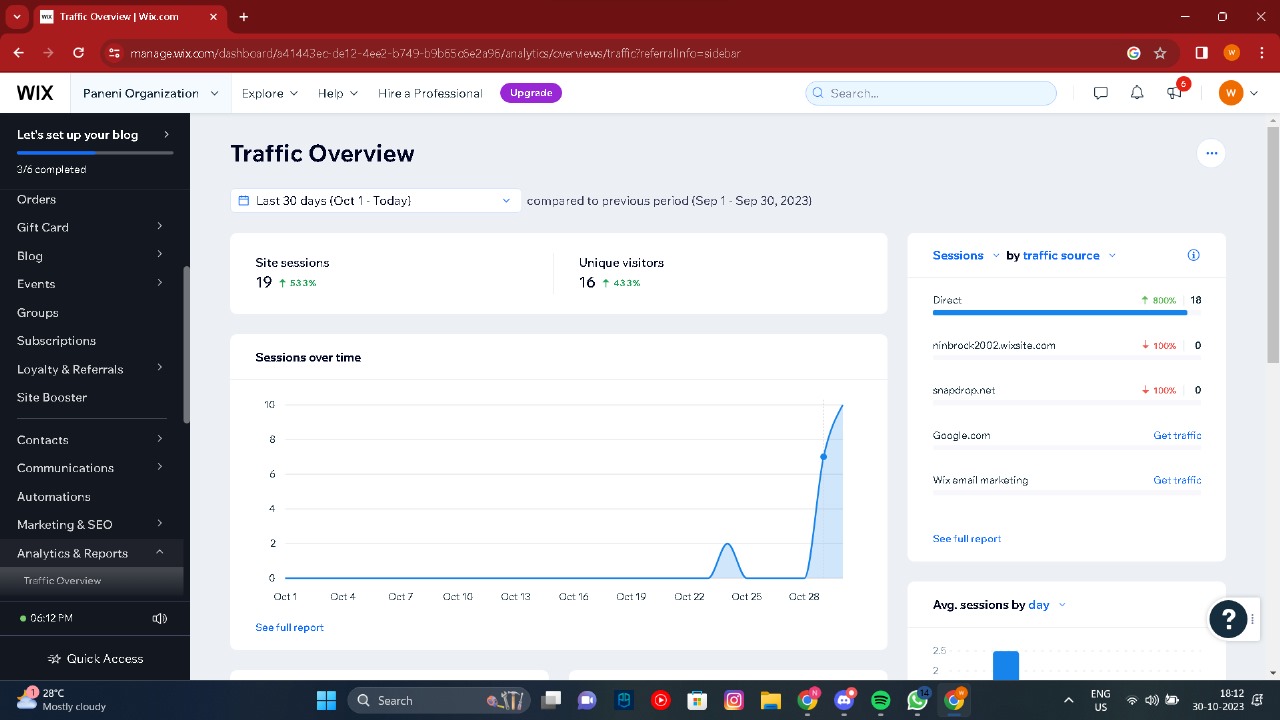 Traffic Overview | Wix.com
manage.wix.com/dashboard/a41443ec-de12-4ee2-b749-b9b65c6e2a96/analytics/overviews/traffic?referralInfo=sidebar
W
WIX
Paneni Organization
Explore
Help
Hire a Professional
Upgrade
Search...
6
W
Let's set up your blog
3/6 completed
Orders
Gift Card
Blog
Events
Groups
Subscriptions
Loyalty & Referrals
Site Booster
Contacts
Communications
Automations
Marketing & SEO
Analytics & Reports
Traffic Overview
06:12 PM
Quick Access
Traffic Overview
Last 30 days (Oct 1 - Today)
compared to previous period (Sep 1 - Sep 30, 2023)
Site sessions
19 ↑ 533%
Unique visitors
16 ↑ 433%
Sessions over time
10
8
6
4
2
0
Oct 1 Oct 4 Oct 7 Oct 10 Oct 13 Oct 16 Oct 19 Oct 22 Oct 25 Oct 28
See full report
Sessions by traffic source
Direct ↑ 800% 18
ninbrock2002.wixsite.com ↓ 100% 0
snapdrop.net ↓ 100% 0
Google.com Get traffic
Wix email marketing Get traffic
See full report
Avg. sessions by day
2.5
2
?
1
28°C
Mostly cloudy
Search
14
ENG
US
18:12
30-10-2023